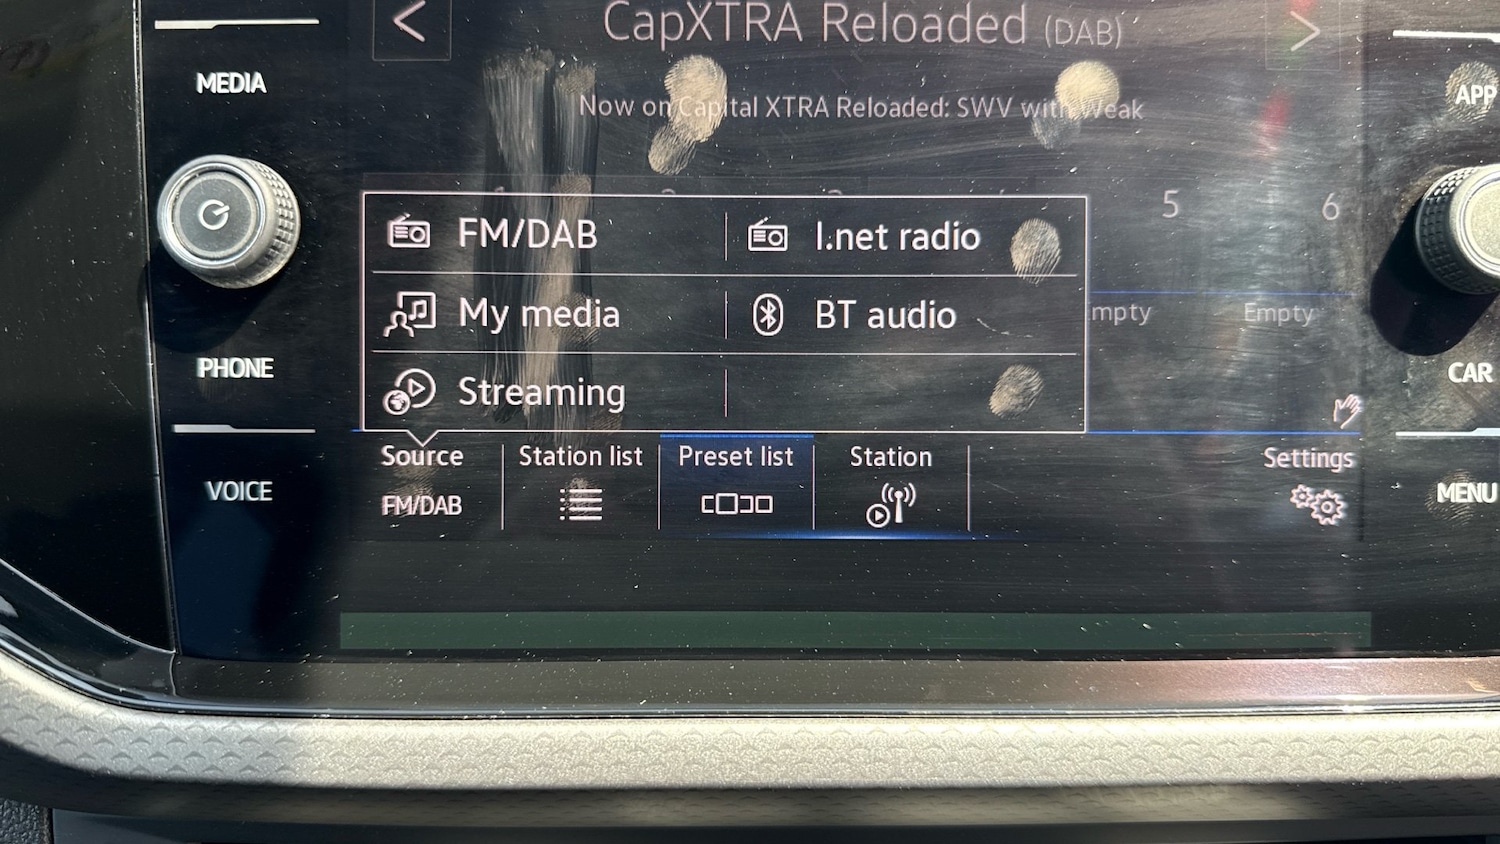 CapXTRA Reloaded (DAB)
MEDIA
APP
Now on Capital XTRA Reloaded: SWV with Weak
5
6
FM/DAB
I.net radio
My media
BT audio
mpty
Empty
PHONE
CAR
Streaming
Source
Station list
Preset list
Station
Settings
FM/DAB
VOICE
MENU